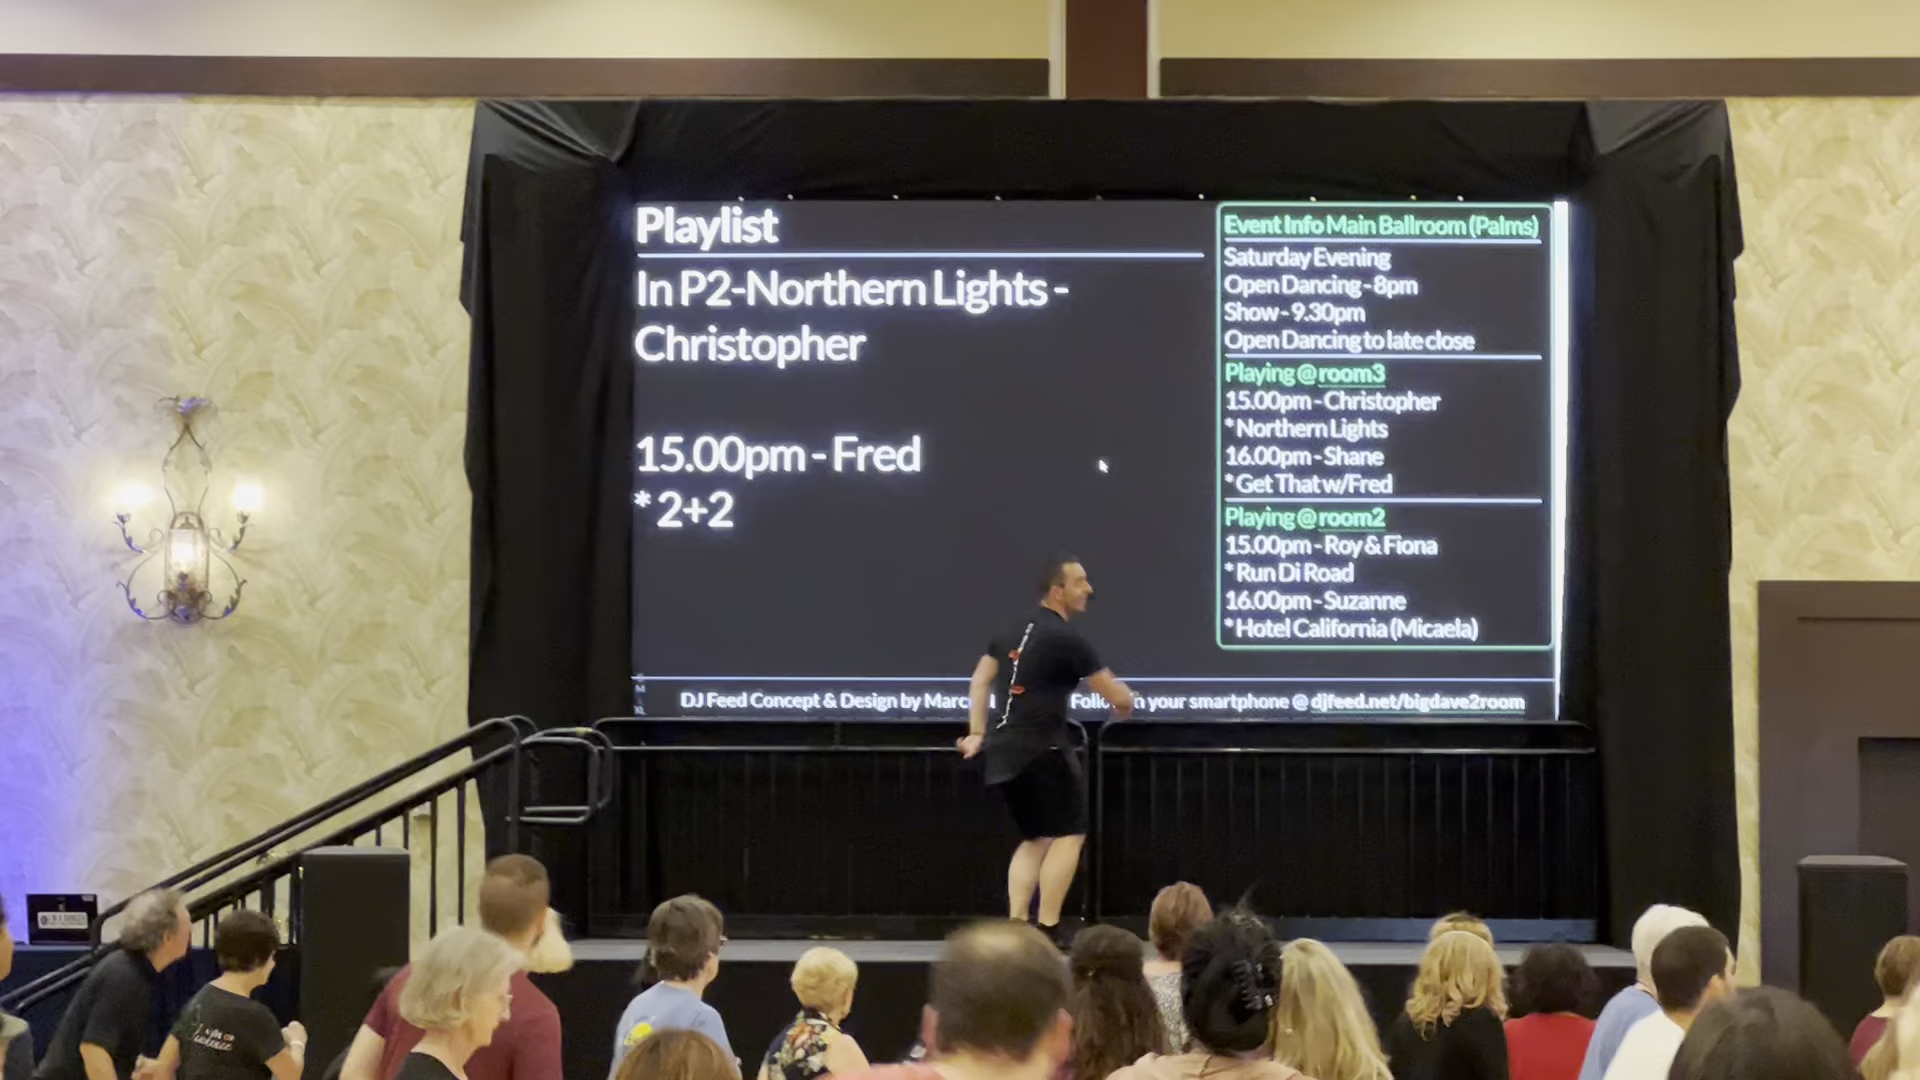 Playlist
In P2-Northern Lights -
Christopher
15.00pm - Fred
* 2+2
Event Info Main Ballroom (Palms)
Saturday Evening
Open Dancing - 8pm
Show - 9.30pm
Open Dancing to late close
Playing @ room3
15.00pm - Christopher
* Northern Lights
16.00pm - Shane
* Get That w/Fred
Playing @ room2
15.00pm - Roy & Fiona
* Run Di Road
16.00pm - Suzanne
* Hotel California (Micaela)
DJ Feed Concept & Design by
your smartphone @ djfeed.net/bigdave2room